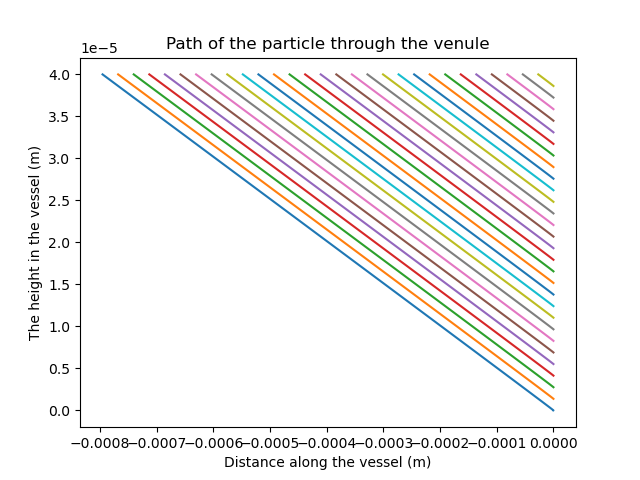 Path of the particle through the venule
1e−5
4.0
3.5
3.0
2.5
2.0
1.5
1.0
0.5
0.0
The height in the vessel (m)
−0.0008 −0.0007 −0.0006 −0.0005 −0.0004 −0.0003 −0.0002 −0.0001 0.0000
Distance along the vessel (m)